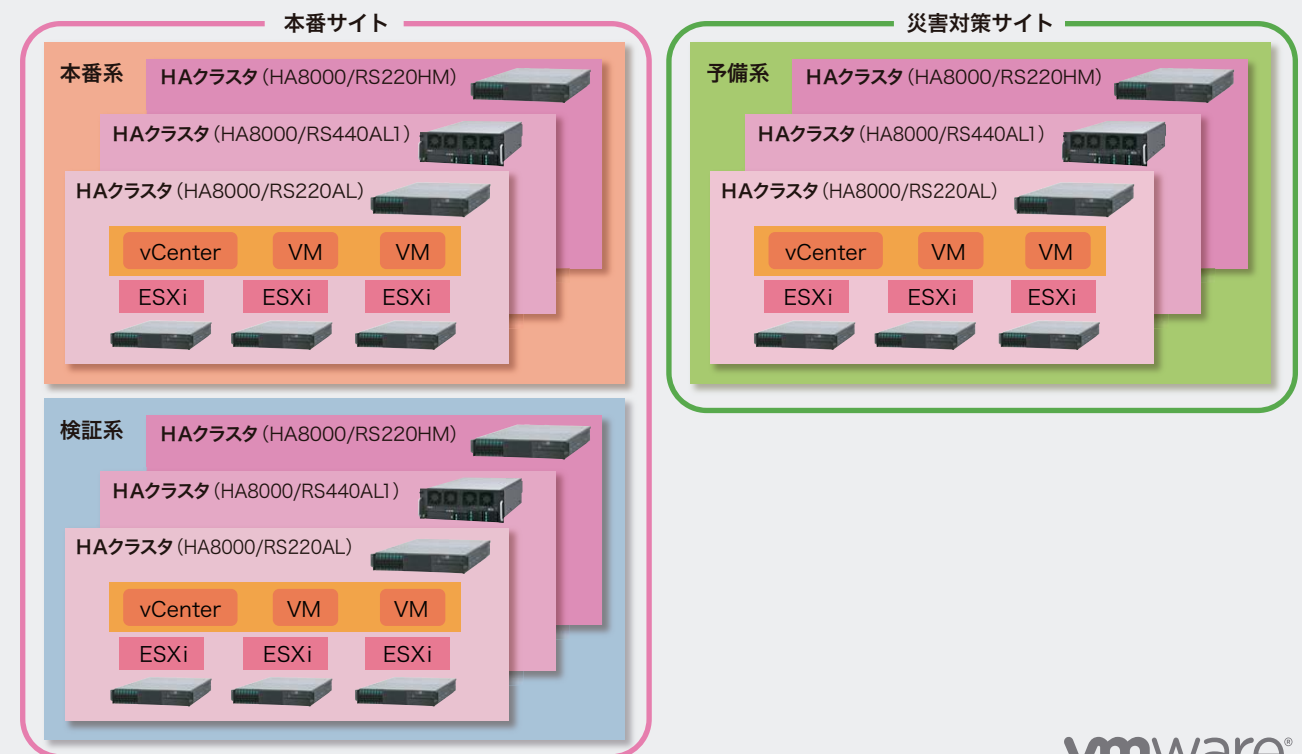 本番サイト
本番系
HAクラスタ(HA8000/RS220HM)
HAクラスタ(HA8000/RS440AL1)
HAクラスタ(HA8000/RS220AL)
vCenter VM VM
ESXi ESXi ESXi
検証系
HAクラスタ(HA8000/RS220HM)
HAクラスタ(HA8000/RS440AL1)
HAクラスタ(HA8000/RS220AL)
vCenter VM VM
ESXi ESXi ESXi
災害対策サイト
予備系
HAクラスタ(HA8000/RS220HM)
HAクラスタ(HA8000/RS440AL1)
HAクラスタ(HA8000/RS220AL)
vCenter VM VM
ESXi ESXi ESXi
vmware®